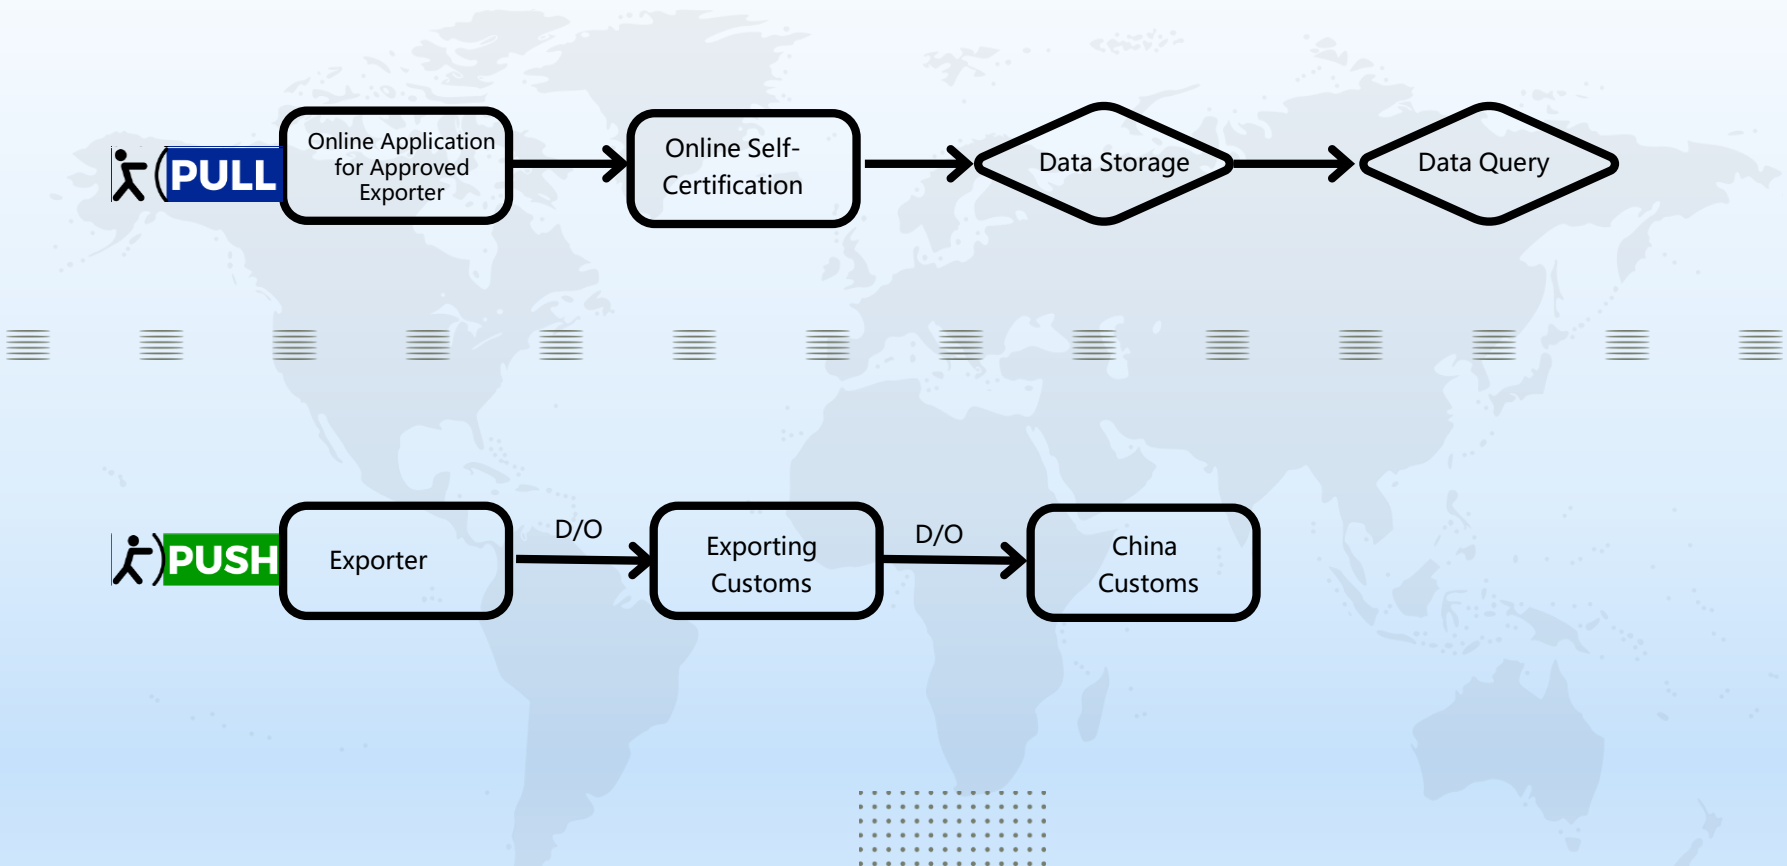 PULL
Online Application
for Approved
Exporter
Online Self-
Certification
Data Storage
Data Query
PUSH
Exporter
D/O
Exporting
Customs
D/O
China
Customs